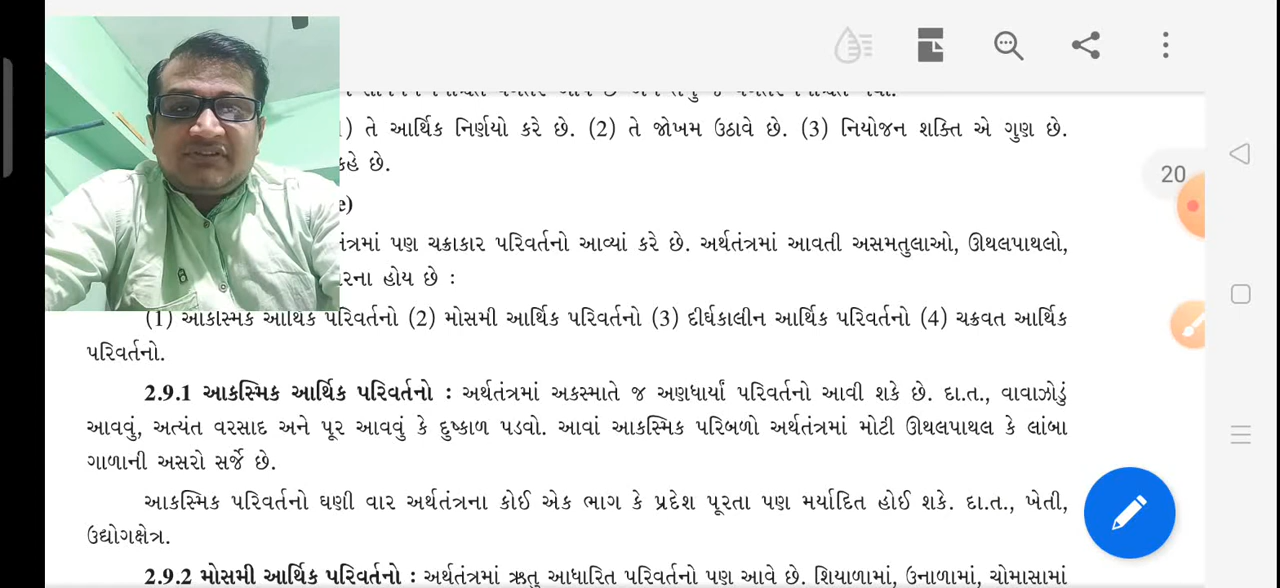 1) તે આર્થિક નિર્ણયો કરે છે. (2) તે જોખમ ઉઠાવે છે. (3) નિયોજન શક્તિ એ ગુણ છે.
કહે છે.
20
e)
તંત્રમાં પણ ચક્રાકાર પરિવર્તનો આવ્યાં કરે છે. અર્થતંત્રમાં આવતી અસમતુલાઓ, ઊથલપાથલો,
રના હોય છે :
(1) આકસ્મિક આર્થિક પરિવર્તનો (2) મોસમી આર્થિક પરિવર્તનો (3) દીર્ઘકાલીન આર્થિક પરિવર્તનો (4) ચક્રવત આર્થિક
પરિવર્તનો.
2.9.1 આકસ્મિક આર્થિક પરિવર્તનો : અર્થતંત્રમાં અકસ્માતે જ અણધાર્યાં પરિવર્તનો આવી શકે છે. દા.ત., વાવાઝોડું
આવવું, અત્યંત વરસાદ અને પૂર આવવું કે દુષ્કાળ પડવો. આવાં આકસ્મિક પરિબળો અર્થતંત્રમાં મોટી ઊથલપાથલ કે લાંબા
ગાળાની અસરો સર્જે છે.
આકસ્મિક પરિવર્તનો ઘણી વાર અર્થતંત્રના કોઈ એક ભાગ કે પ્રદેશ પૂરતા પણ મર્યાદિત હોઈ શકે. દા.ત., ખેતી,
ઉદ્યોગક્ષેત્ર.
2.9.2 મોસમી આર્થિક પરિવર્તનો : અર્થતંત્રમાં ઋતુ આધારિત પરિવર્તનો પણ આવે છે. શિયાળામાં, ઉનાળામાં, ચોમાસામાં